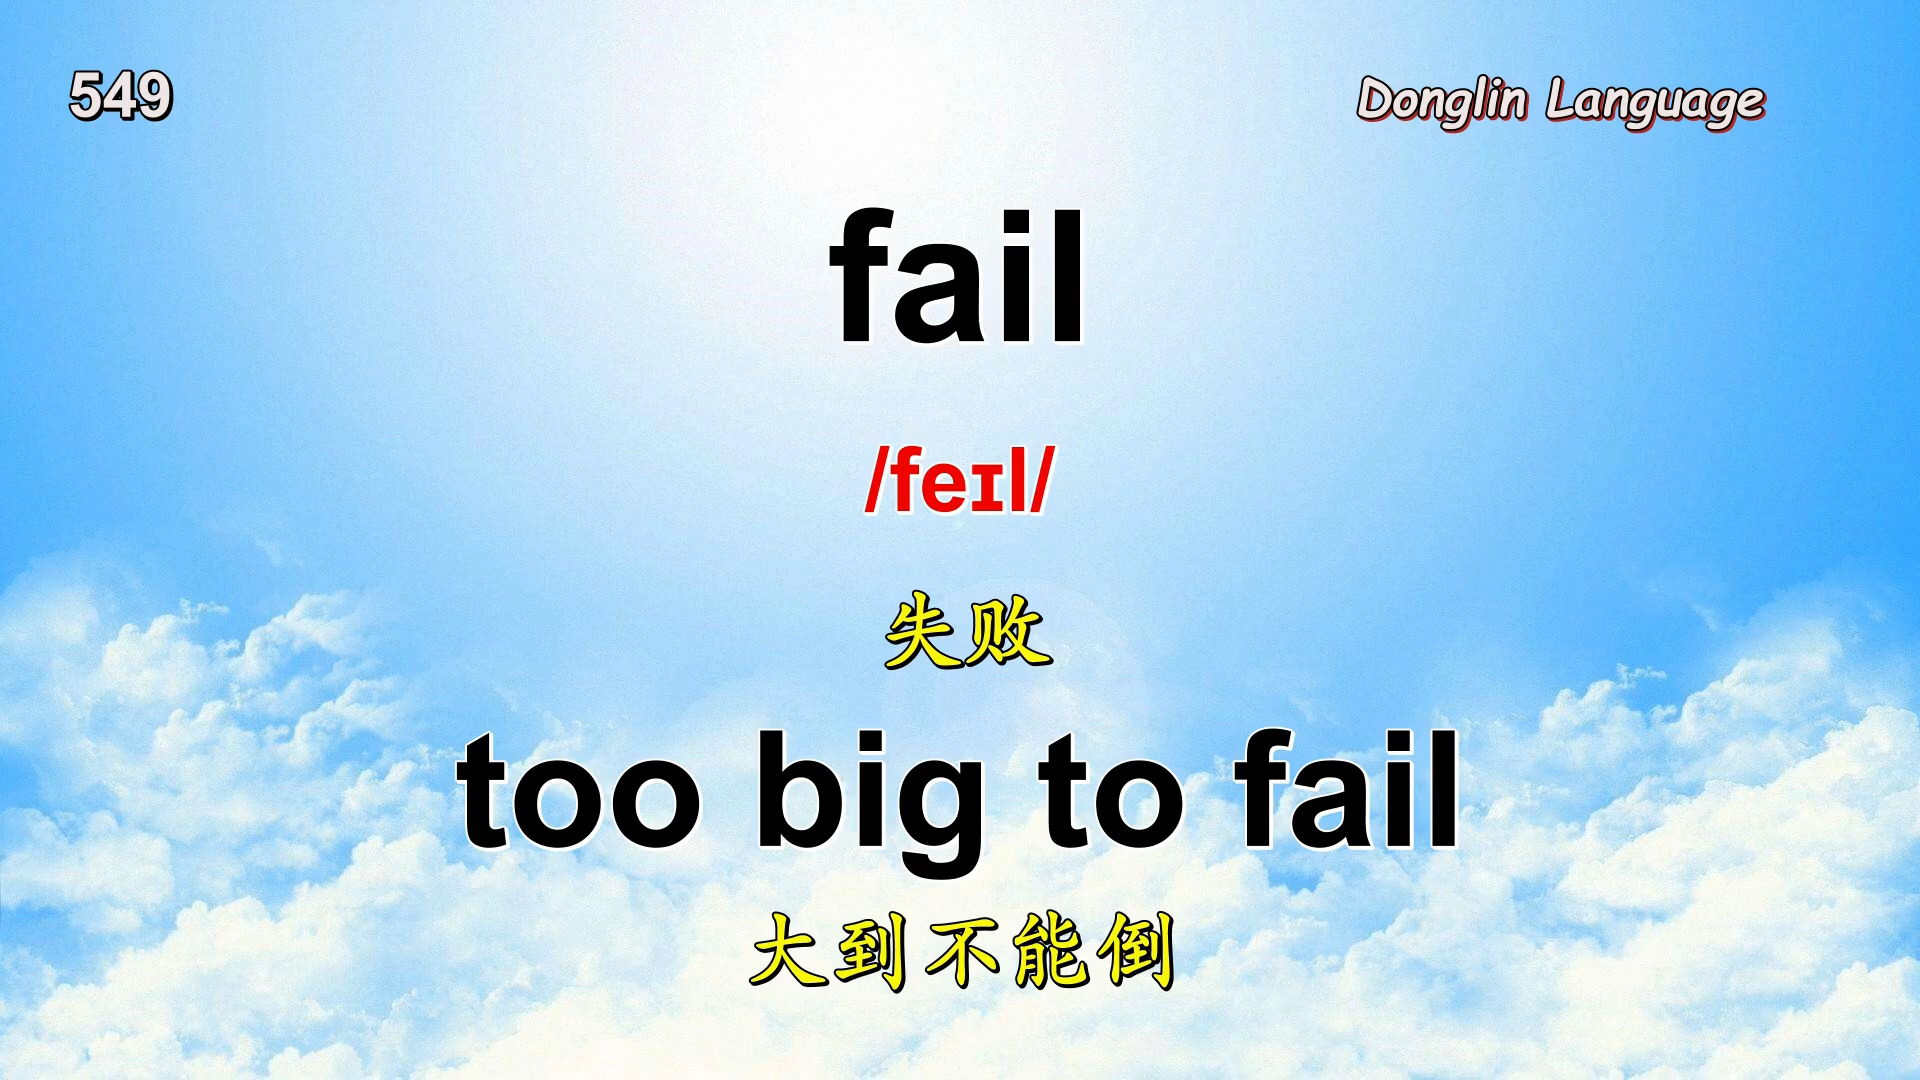 549
Donglin Language
fail
/feɪl/
失败
too big to fail
大到不能倒